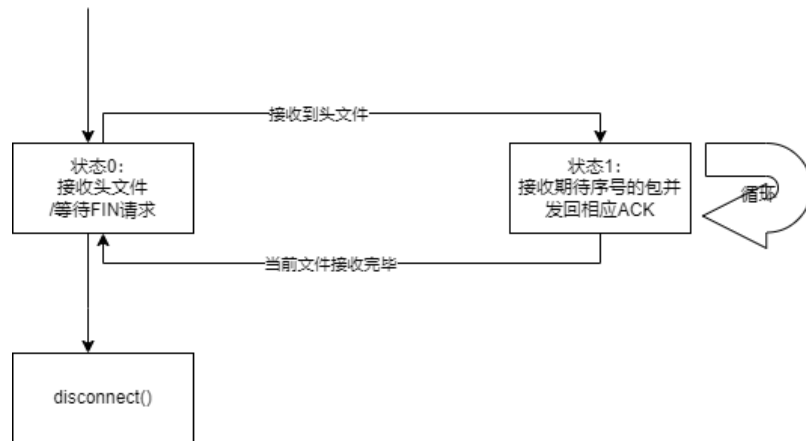 接收到头文件
状态0：
接收头文件
/等待FIN请求
状态1：
接收期待序号的包并
发回相应ACK
循环
当前文件接收完毕
disconnect()